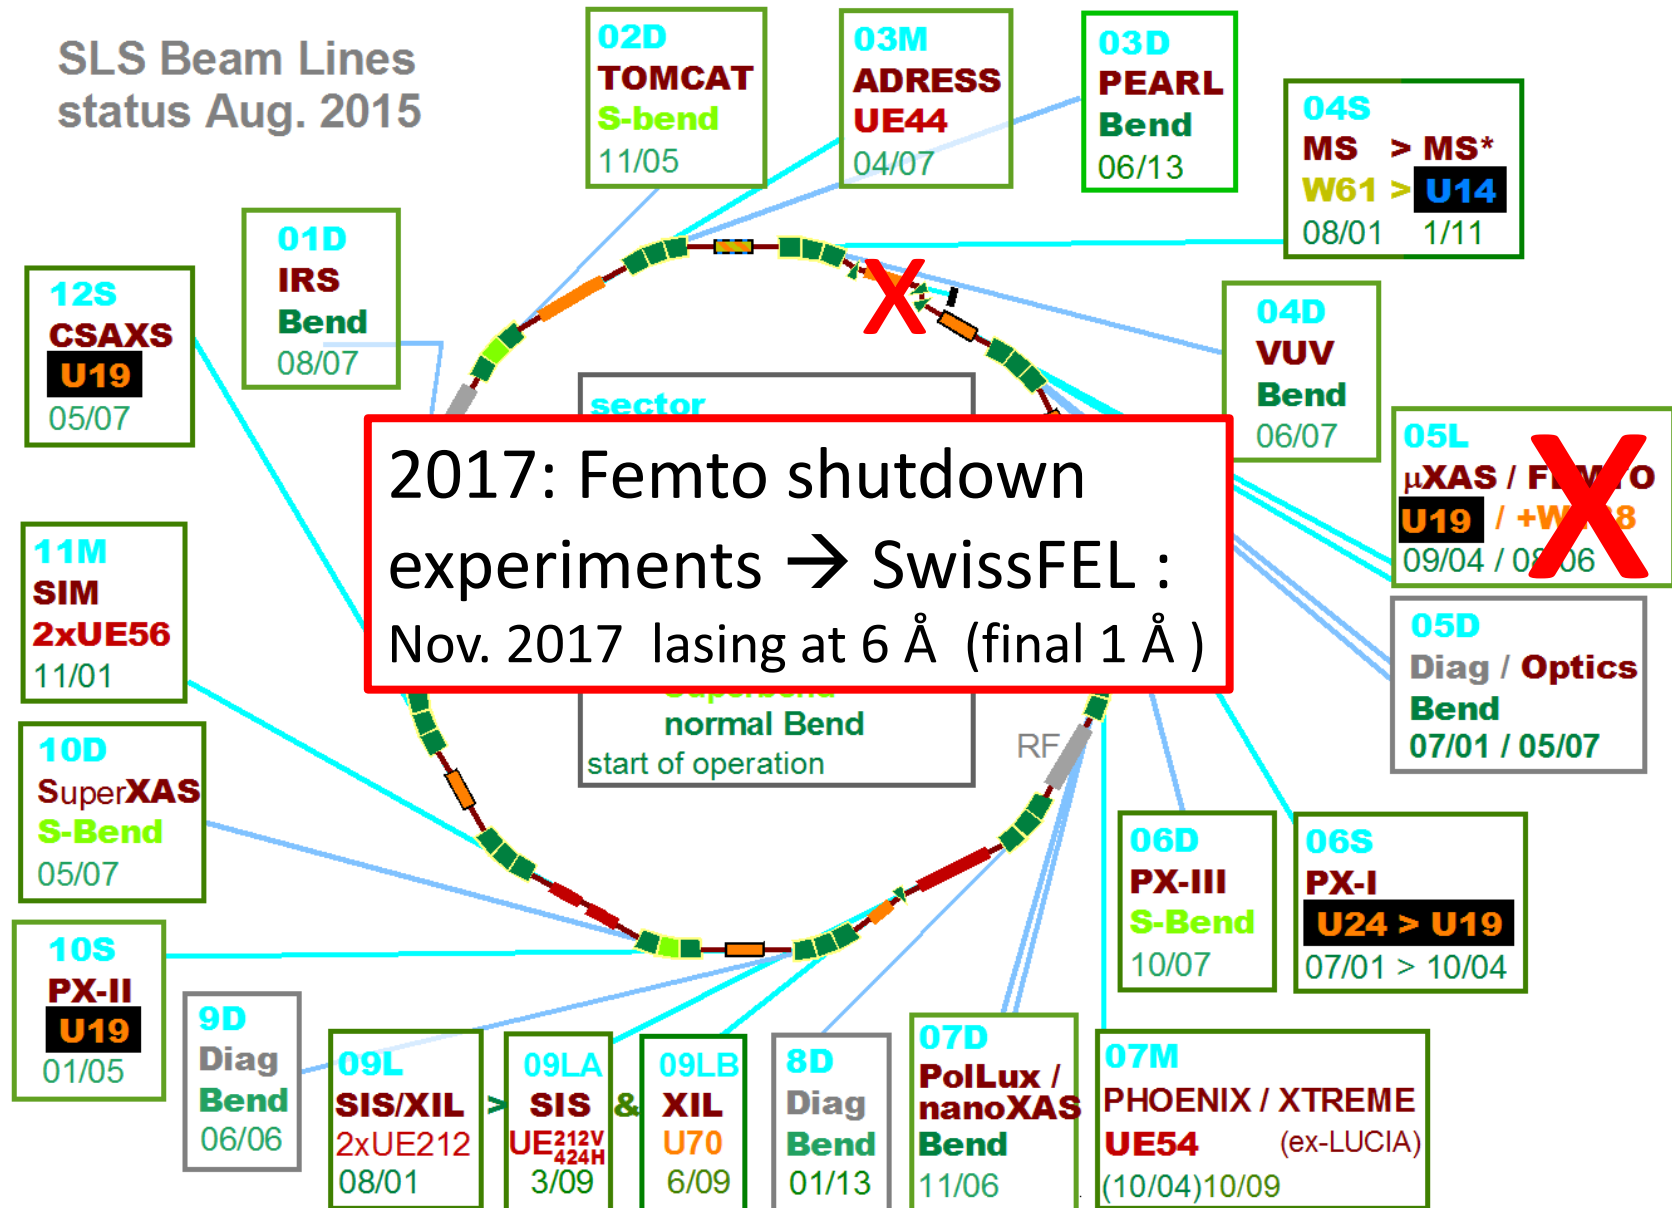 SLS Beam Lines
status Aug. 2015
02D
TOMCAT
S-bend
11/05
03M
ADRESS
UE44
04/07
03D
PEARL
Bend
06/13
04S
MS > MS*
W61 > U14
08/01 1/11
01D
IRS
Bend
08/07
12S
CSAXS
U19
05/07
04D
VUV
Bend
06/07
sector
2017: Femto shutdown
experiments → SwissFEL :
Nov. 2017 lasing at 6 Å (final 1 Å )
Superbend
normal Bend
start of operation
X
05L
µXAS / FEMTO
U19 / +W138
09/04 / 08/06
X
11M
SIM
2xUE56
11/01
05D
Diag / Optics
Bend
07/01 / 05/07
RF
10D
SuperXAS
S-Bend
05/07
06D
PX-III
S-Bend
10/07
06S
PX-I
U24 > U19
07/01 > 10/04
10S
PX-II
U19
01/05
9D
Diag
Bend
06/06
09L
SIS/XIL
2xUE212
08/01
>
09LA
SIS
UE212V
424H
3/09
&
09LB
XIL
U70
6/09
8D
Diag
Bend
01/13
07D
PolLux /
nanoXAS
Bend
11/06
07M
PHOENIX / XTREME
UE54 (ex-LUCIA)
(10/04)10/09